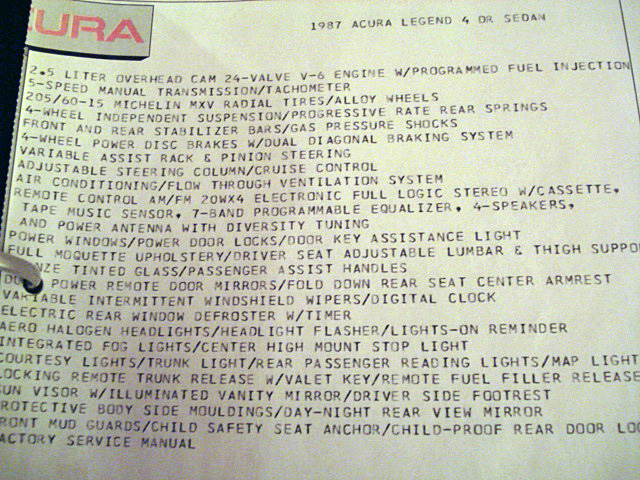 URA
1987 ACURA LEGEND 4 DR SEDAN
2.5 LITER OVERHEAD CAM 24-VALVE V-6 ENGINE W/PROGRAMMED FUEL INJECTION
5-SPEED MANUAL TRANSMISSION/TACHOMETER
205/60-15 MICHELIN MXV RADIAL TIRES/ALLOY WHEELS
4-WHEEL INDEPENDENT SUSPENSION/PROGRESSIVE RATE REAR SPRINGS
FRONT AND REAR STABILIZER BARS/GAS PRESSURE SHOCKS
4-WHEEL POWER DISC BRAKES W/DUAL DIAGONAL BRAKING SYSTEM
VARIABLE ASSIST RACK & PINION STEERING
ADJUSTABLE STEERING COLUMN/CRUISE CONTROL
AIR CONDITIONING/FLOW THROUGH VENTILATION SYSTEM
REMOTE CONTROL AM/FM 20WX4 ELECTRONIC FULL LOGIC STEREO W/CASSETTE,
TAPE MUSIC SENSOR, 7-BAND PROGRAMMABLE EQUALIZER, 4-SPEAKERS,
AND POWER ANTENNA WITH DIVERSITY TUNING
POWER WINDOWS/POWER DOOR LOCKS/DOOR KEY ASSISTANCE LIGHT
FULL MOQUETTE UPHOLSTERY/DRIVER SEAT ADJUSTABLE LUMBAR & THIGH SUPPO
NZE TINTED GLASS/PASSENGER ASSIST HANDLES
DU POWER REMOTE DOOR MIRRORS/FOLD DOWN REAR SEAT CENTER ARMREST
VARIABLE INTERMITTENT WINDSHIELD WIPERS/DIGITAL CLOCK
ELECTRIC REAR WINDOW DEFROSTER W/TIMER
AERO HALOGEN HEADLIGHTS/HEADLIGHT FLASHER/LIGHTS-ON REMINDER
INTEGRATED FOG LIGHTS/CENTER HIGH MOUNT STOP LIGHT
COURTESY LIGHTS/TRUNK LIGHT/REAR PASSENGER READING LIGHTS/MAP LIGHT
LOCKING REMOTE TRUNK RELEASE W/VALET KEY/REMOTE FUEL FILLER RELEASE
SUN VISOR W/ILLUMINATED VANITY MIRROR/DRIVER SIDE FOOTREST
ROTECTIVE BODY SIDE MOULDINGS/DAY-NIGHT REAR VIEW MIRROR
RONT MUD GUARDS/CHILD SAFETY SEAT ANCHOR/CHILD-PROOF REAR DOOR LOC
ACTORY SERVICE MANUAL